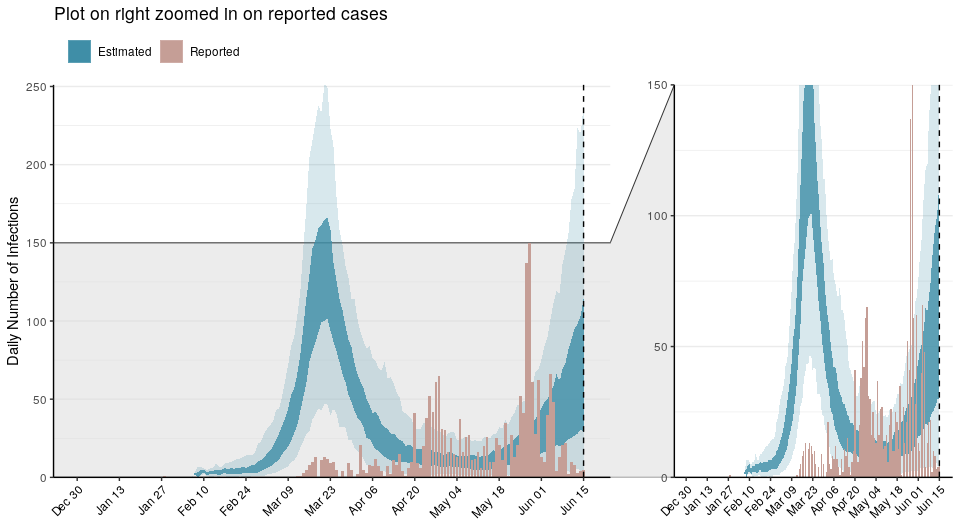 Plot on right zoomed in on reported cases
Estimated Reported
Daily Number of Infections
250
200
150
100
50
0
Dec 30 Jan 13 Jan 27 Feb 10 Feb 24 Mar 09 Mar 23 Apr 06 Apr 20 May 04 May 18 Jun 01 Jun 15
150
100
50
0
Dec 30 Jan 13 Jan 27 Feb 10 Feb 24 Mar 09 Mar 23 Apr 06 Apr 20 May 04 May 18 Jun 01 Jun 15